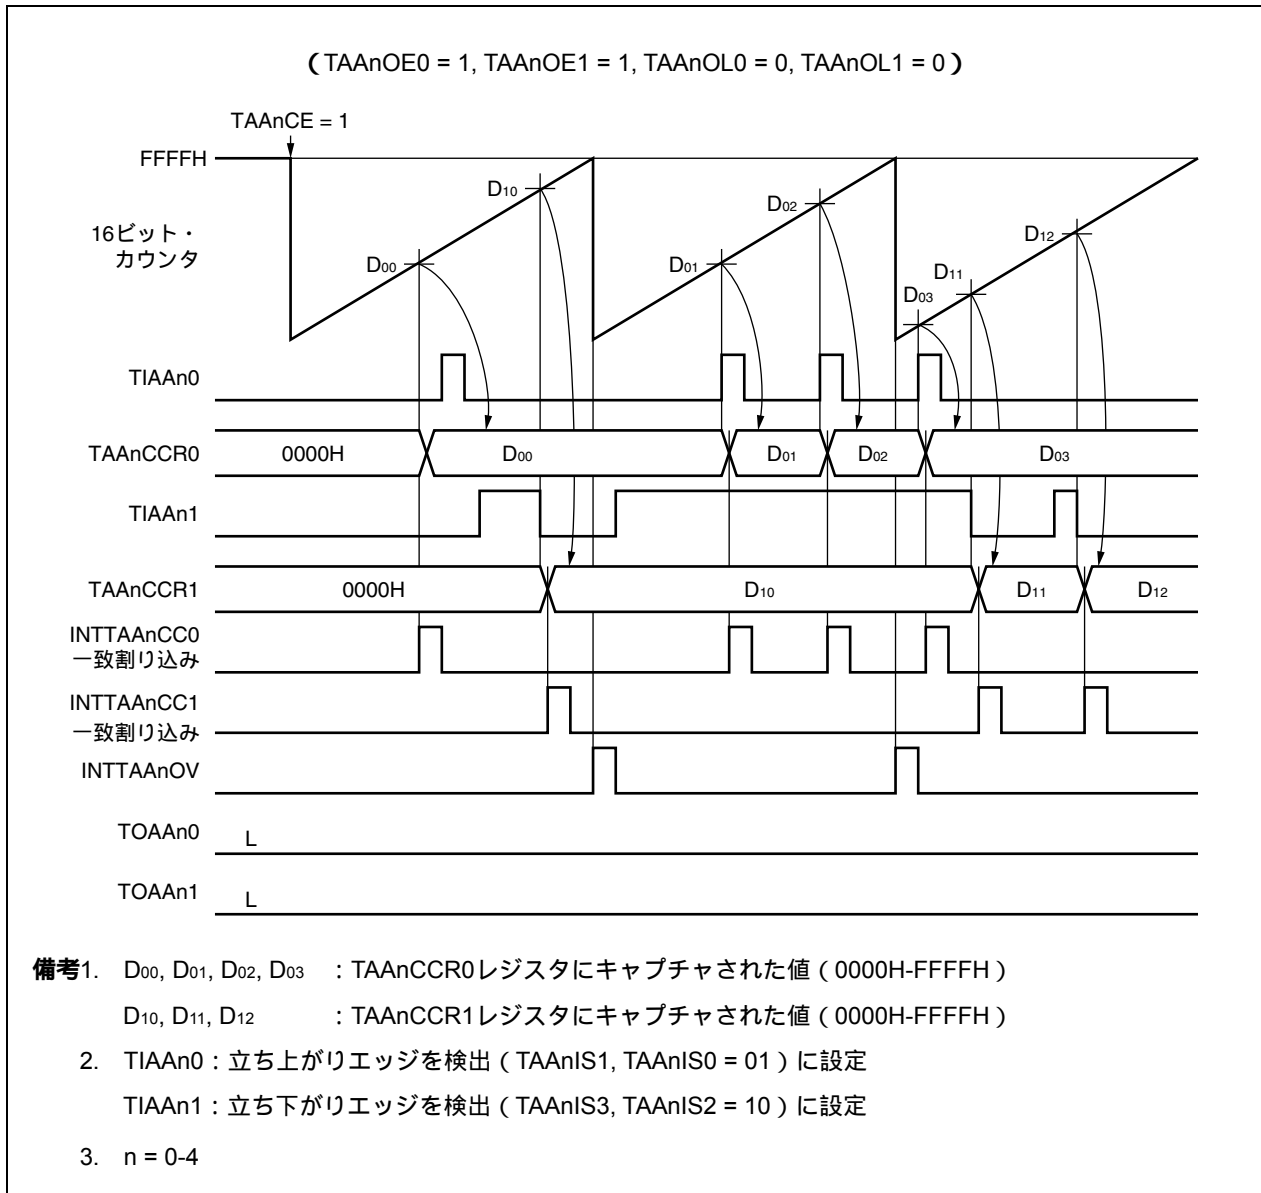 （TAAnOE0 = 1, TAAnOE1 = 1, TAAnOL0 = 0, TAAnOL1 = 0）
TAAnCE = 1
FFFFH
16ビット・
カウンタ
D00
D10
D01
D02
D03
D11
D12
TIAAn0
TAAnCCR0
0000H
D00
D01
D02
D03
TIAAn1
TAAnCCR1
0000H
D10
D11
D12
INTTAAnCC0
一致割り込み
INTTAAnCC1
一致割り込み
INTTAAnOV
TOAAn0
L
TOAAn1
L
備考1. D00, D01, D02, D03 ：TAAnCCR0レジスタにキャプチャされた値（0000H-FFFFH）
D10, D11, D12 ：TAAnCCR1レジスタにキャプチャされた値（0000H-FFFFH）
2. TIAAn0：立ち上がりエッジを検出（TAAnIS1, TAAnIS0 = 01）に設定
TIAAn1：立ち下がりエッジを検出（TAAnIS3, TAAnIS2 = 10）に設定
3. n = 0-4